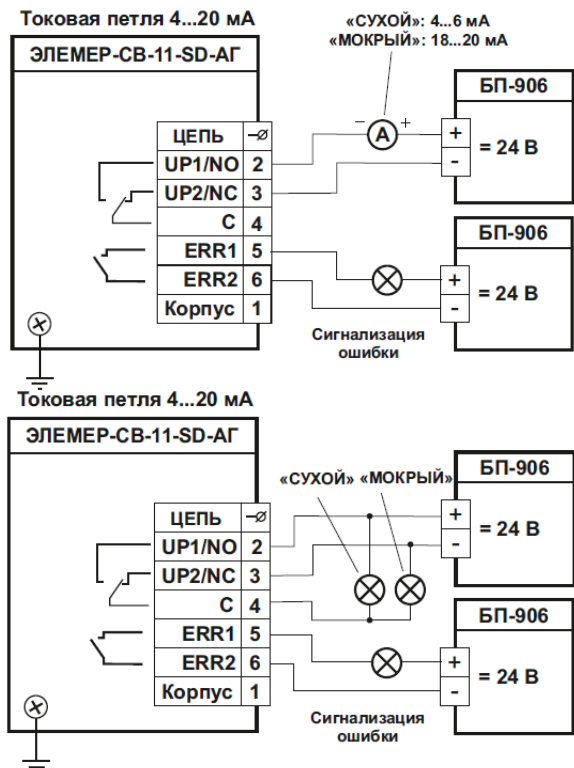 Токовая петля 4...20 мА
«СУХОЙ»: 4...6 мА
«МОКРЫЙ»: 18...20 мА
ЭЛЕМЕР-СВ-11-SD-АГ
БП-906
ЦЕПЬ
UP1/NO 2
UP2/NC 3
C 4
ERR1 5
ERR2 6
Корпус 1
− A +
+
-
= 24 В
БП-906
+
-
= 24 В
Сигнализация
ошибки
Токовая петля 4...20 мА
ЭЛЕМЕР-СВ-11-SD-АГ
«СУХОЙ» «МОКРЫЙ»
БП-906
ЦЕПЬ
UP1/NO 2
UP2/NC 3
C 4
ERR1 5
ERR2 6
Корпус 1
+
-
= 24 В
БП-906
+
-
= 24 В
Сигнализация
ошибки